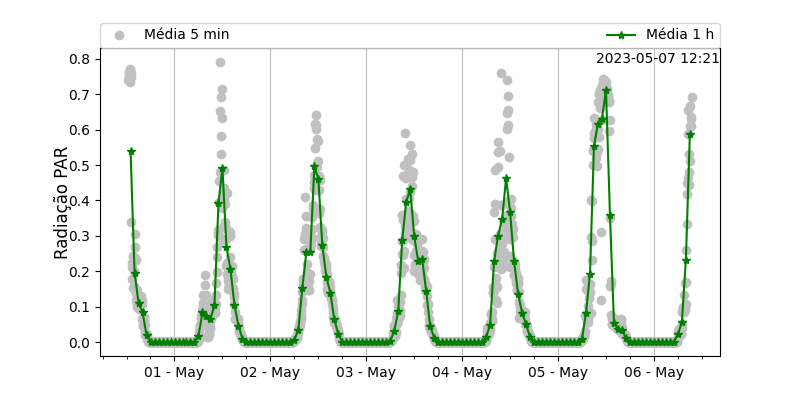 Média 5 min
Média 1 h
2023-05-07 12:21
Radiação PAR
0.8
0.7
0.6
0.5
0.4
0.3
0.2
0.1
0.0
01 - May
02 - May
03 - May
04 - May
05 - May
06 - May